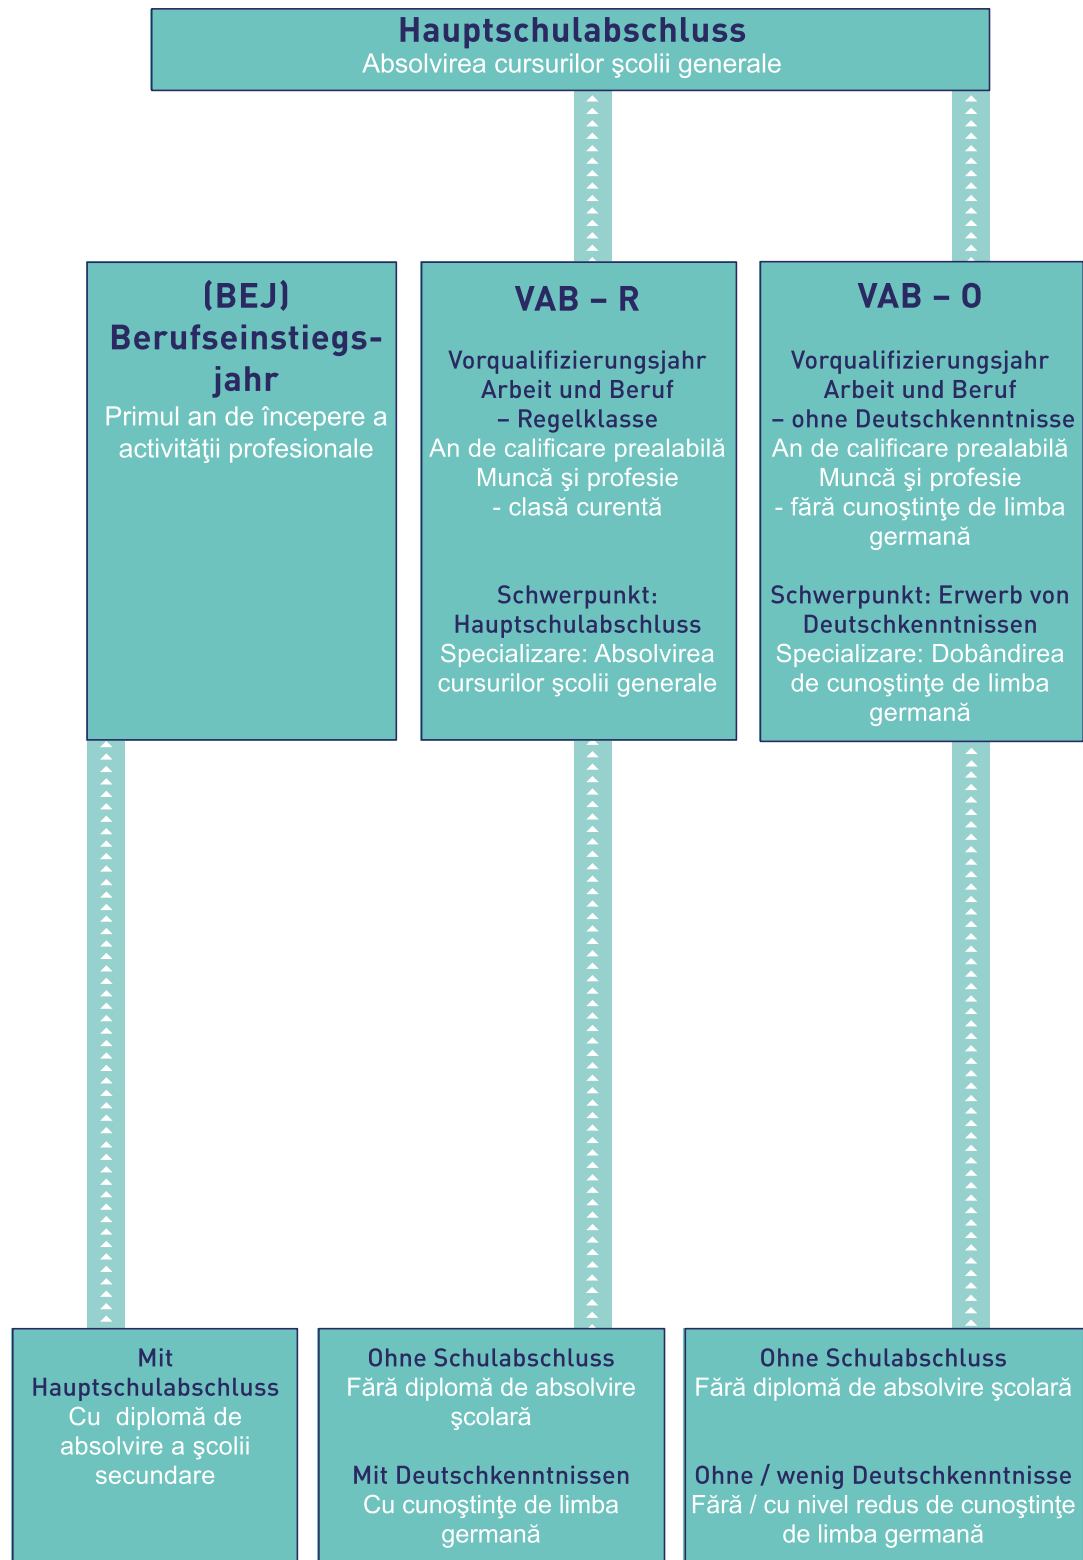 Hauptschulabschluss
Absolvirea cursurilor şcolii generale
(BEJ)
Berufseinstiegs-
jahr
Primul an de începere a
activităţii profesionale
VAB – R
Vorqualifizierungsjahr
Arbeit und Beruf
– Regelklasse
An de calificare prealabilă
Muncă şi profesie
- clasă curentă
Schwerpunkt:
Hauptschulabschluss
Specializare: Absolvirea
cursurilor şcolii generale
VAB – O
Vorqualifizierungsjahr
Arbeit und Beruf
– ohne Deutschkenntnisse
An de calificare prealabilă
Muncă şi profesie
- fără cunoştinţe de limba
germană
Schwerpunkt: Erwerb von
Deutschkenntnissen
Specializare: Dobândirea
de cunoştinţe de limba
germană
Mit
Hauptschulabschluss
Cu diplomă de
absolvire a şcolii
secundare
Ohne Schulabschluss
Fără diplomă de absolvire
şcolară
Mit Deutschkenntnissen
Cu cunoştinţe de limba
germană
Ohne Schulabschluss
Fără diplomă de absolvire şcolară
Ohne / wenig Deutschkenntnisse
Fără / cu nivel redus de cunoştinţe
de limba germană